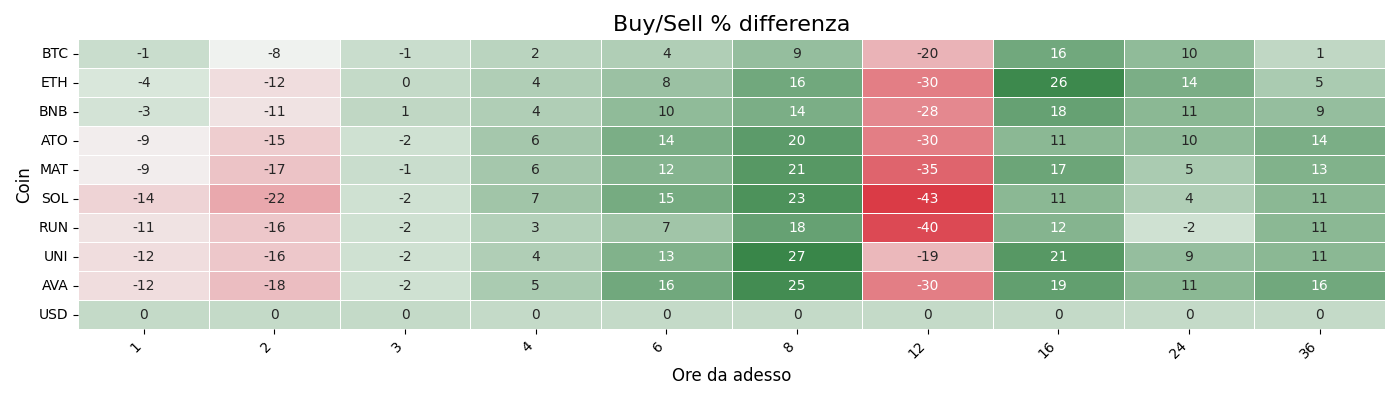 Buy/Sell % differenza
Coin
BTC -1 -8 -1 2 4 9 -20 16 10 1
ETH -4 -12 0 4 8 16 -30 26 14 5
BNB -3 -11 1 4 10 14 -28 18 11 9
ATO -9 -15 -2 6 14 20 -30 11 10 14
MAT -9 -17 -1 6 12 21 -35 17 5 13
SOL -14 -22 -2 7 15 23 -43 11 4 11
RUN -11 -16 -2 3 7 18 -40 12 -2 11
UNI -12 -16 -2 4 13 27 -19 21 9 11
AVA -12 -18 -2 5 16 25 -30 19 11 16
USD 0 0 0 0 0 0 0 0 0 0
1 2 3 4 6 8 12 16 24 36
Ore da adesso